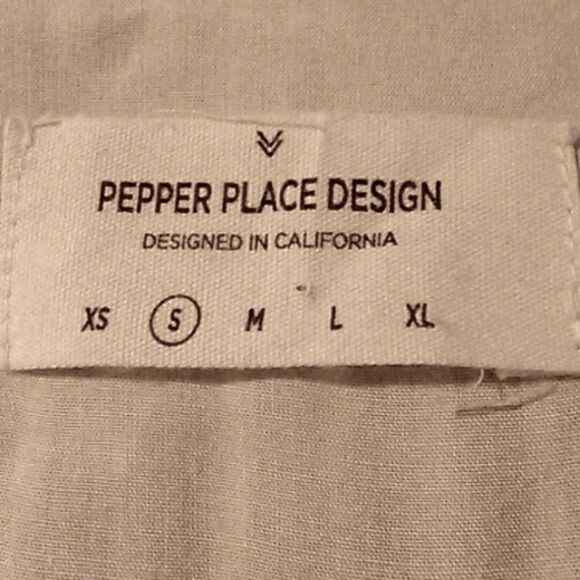 PEPPER PLACE DESIGN
DESIGNED IN CALIFORNIA
XS S M L XL